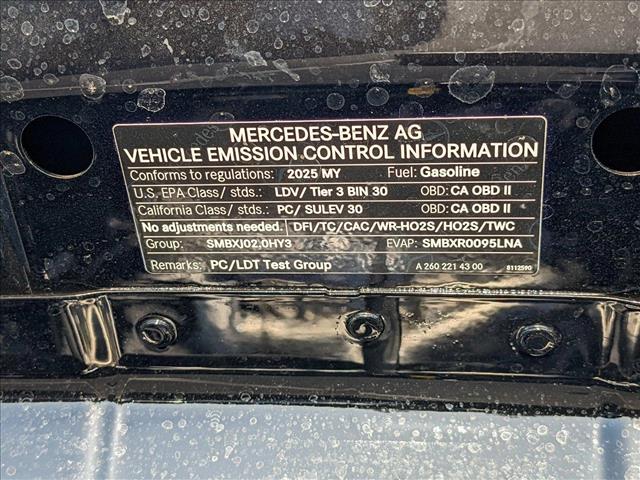 MERCEDES-BENZ AG
VEHICLE EMISSION CONTROL INFORMATION
Conforms to regulations: 2025 MY Fuel: Gasoline
U.S. EPA Class/ stds.: LDV/ Tier 3 BIN 30 OBD: CA OBD II
California Class/ stds.: PC/ SULEV 30 OBD: CA OBD II
No adjustments needed. DFI/TC/CAC/WR-HO2S/HO2S/TWC
Group: SMBXJ02.0HY3 EVAP: SMBXR0095LNA
Remarks: PC/LDT Test Group A 260 221 43 00 8112590